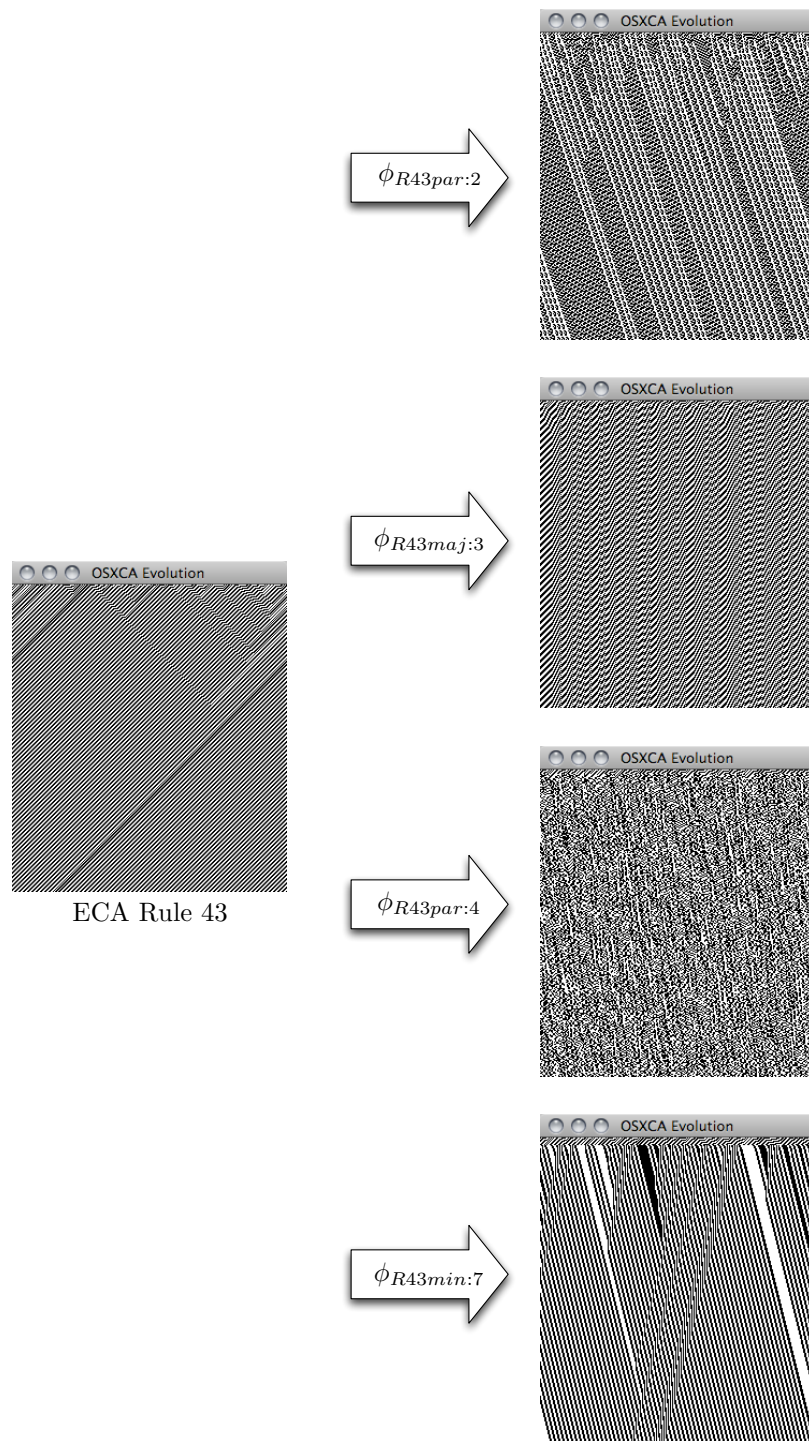 OSXCA Evolution
ϕR43par:2
OSXCA Evolution
ϕR43maj:3
OSXCA Evolution
ECA Rule 43
OSXCA Evolution
ϕR43par:4
OSXCA Evolution
ϕR43min:7